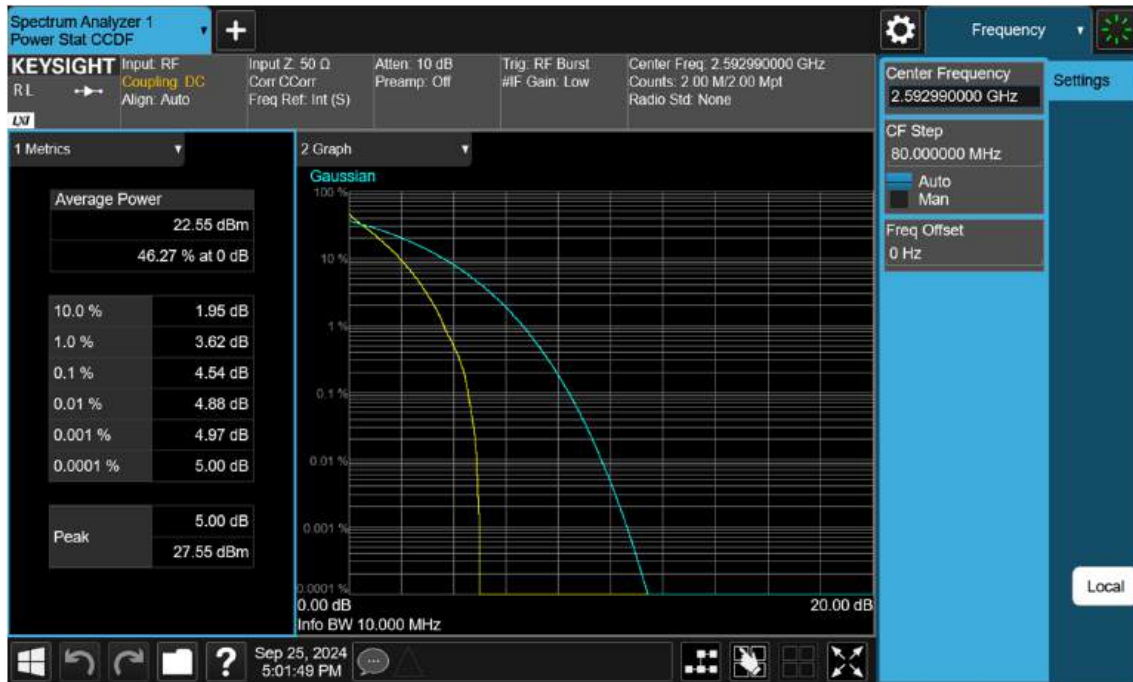 Spectrum Analyzer 1
Power Stat CCDF
Frequency
KEYSIGHT
R L
LXI
Input: RF
Coupling: DC
Align: Auto
Input Z: 50 Ω
Corr CCorr
Freq Ref: Int (S)
Atten: 10 dB
Preamp: Off
Trig: RF Burst
#IF Gain: Low
Center Freq: 2.592990000 GHz
Counts: 2.00 M/2.00 Mpt
Radio Std: None
Center Frequency
2.592990000 GHz
Settings
CF Step
80.000000 MHz
Auto
Man
Freq Offset
0 Hz
1 Metrics
Average Power
22.55 dBm
46.27 % at 0 dB
10.0 % 1.95 dB
1.0 % 3.62 dB
0.1 % 4.54 dB
0.01 % 4.88 dB
0.001 % 4.97 dB
0.0001 % 5.00 dB
Peak
5.00 dB
27.55 dBm
2 Graph
Gaussian
100 %
10 %
1 %
0.1 %
0.01 %
0.001 %
0.0001 %
0.00 dB
20.00 dB
Info BW 10.000 MHz
Local
?
Sep 25, 2024
5:01:49 PM